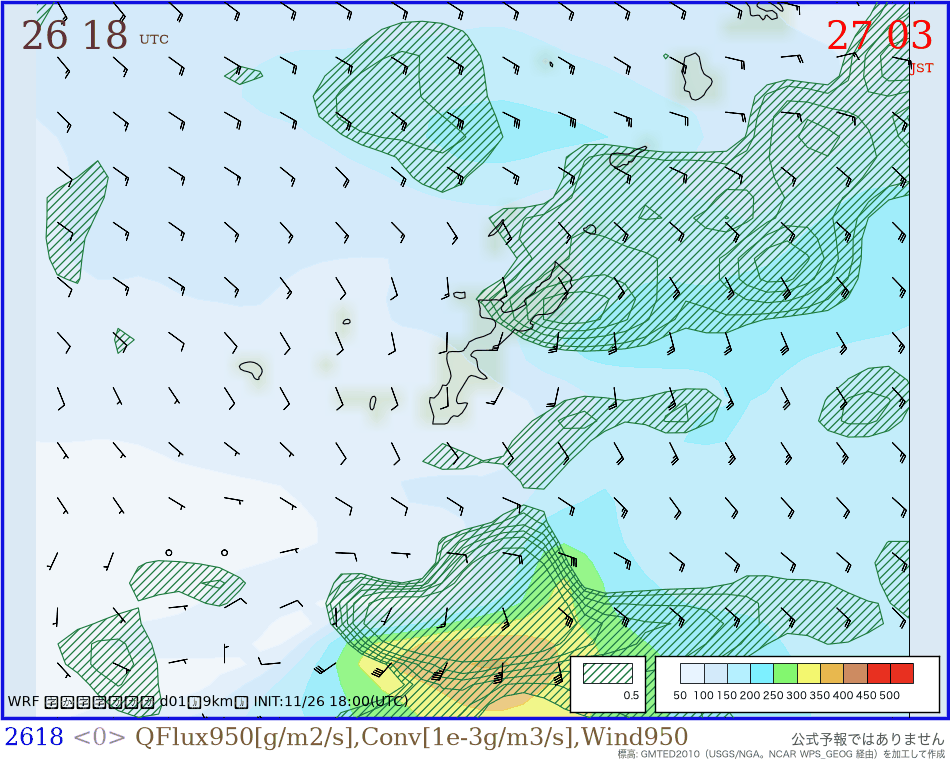 26 18 UTC
27 03
JST
0.5
50 100 150 200 250 300 350 400 450 500
WRF d01 9km INIT:11/26 18:00(UTC)
2618 <0> QFlux950[g/m2/s],Conv[1e-3g/m3/s],Wind950
公式予報ではありません
標高: GMTED2010（USGS/NGA。NCAR WPS_GEOG 経由）を加工して作成